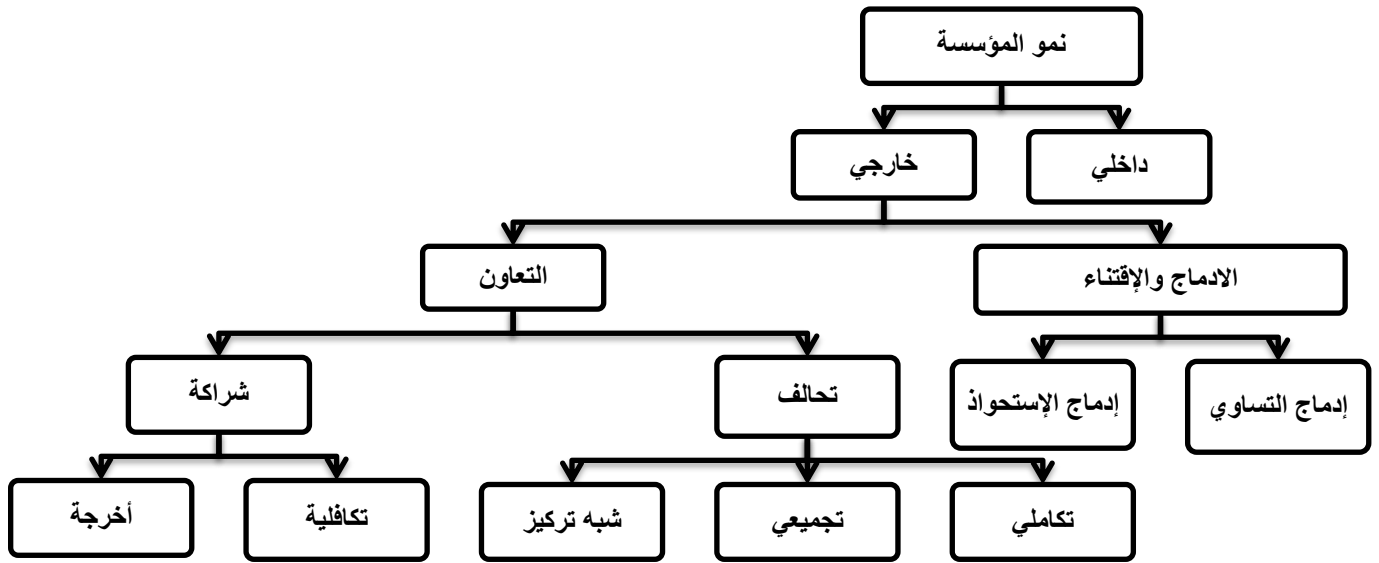 نمو المؤسسة
داخلي
خارجي
الادماج والإقتناء
التعاون
إدماج التساوي
إدماج الإستحواذ
تحالف
شراكة
تكاملي
تجميعي
شبه تركيز
تكافلية
أخرجة